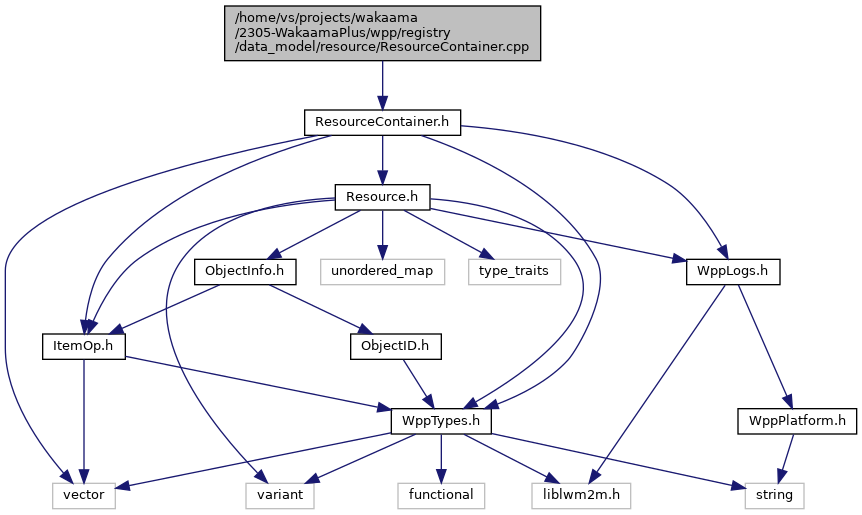 /home/vs/projects/wakaama
/2305-WakaamaPlus/wpp/registry
/data_model/resource/ResourceContainer.cpp
ResourceContainer.h
Resource.h
ObjectInfo.h
unordered_map
type_traits
WppLogs.h
ItemOp.h
ObjectID.h
WppTypes.h
WppPlatform.h
vector
variant
functional
liblwm2m.h
string